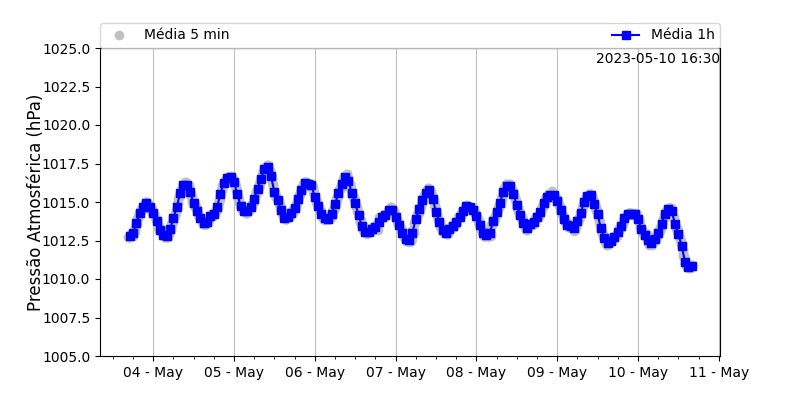 Média 5 min
Média 1h
2023-05-10 16:30
Pressão Atmosférica (hPa)
1025.0
1022.5
1020.0
1017.5
1015.0
1012.5
1010.0
1007.5
1005.0
04 - May
05 - May
06 - May
07 - May
08 - May
09 - May
10 - May
11 - May